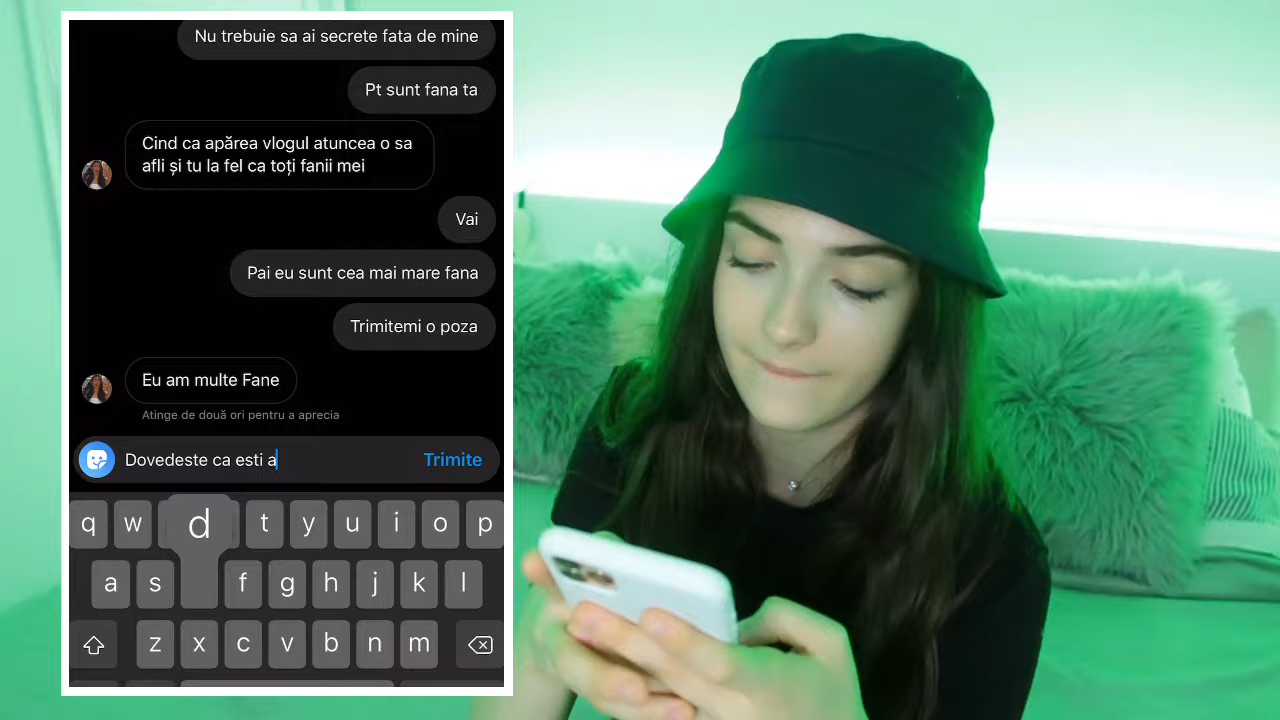 Nu trebuie sa ai secrete fata de mine
Pt sunt fana ta
Cind ca apărea vlogul atuncea o sa
afli și tu la fel ca toți fanii mei
Vai
Pai eu sunt cea mai mare fana
Trimitemi o poza
Eu am multe Fane
Atinge de două ori pentru a aprecia
Dovedeste ca esti a
Trimite
q w d t y u i o p
a s f g h j k l
z x c v b n m